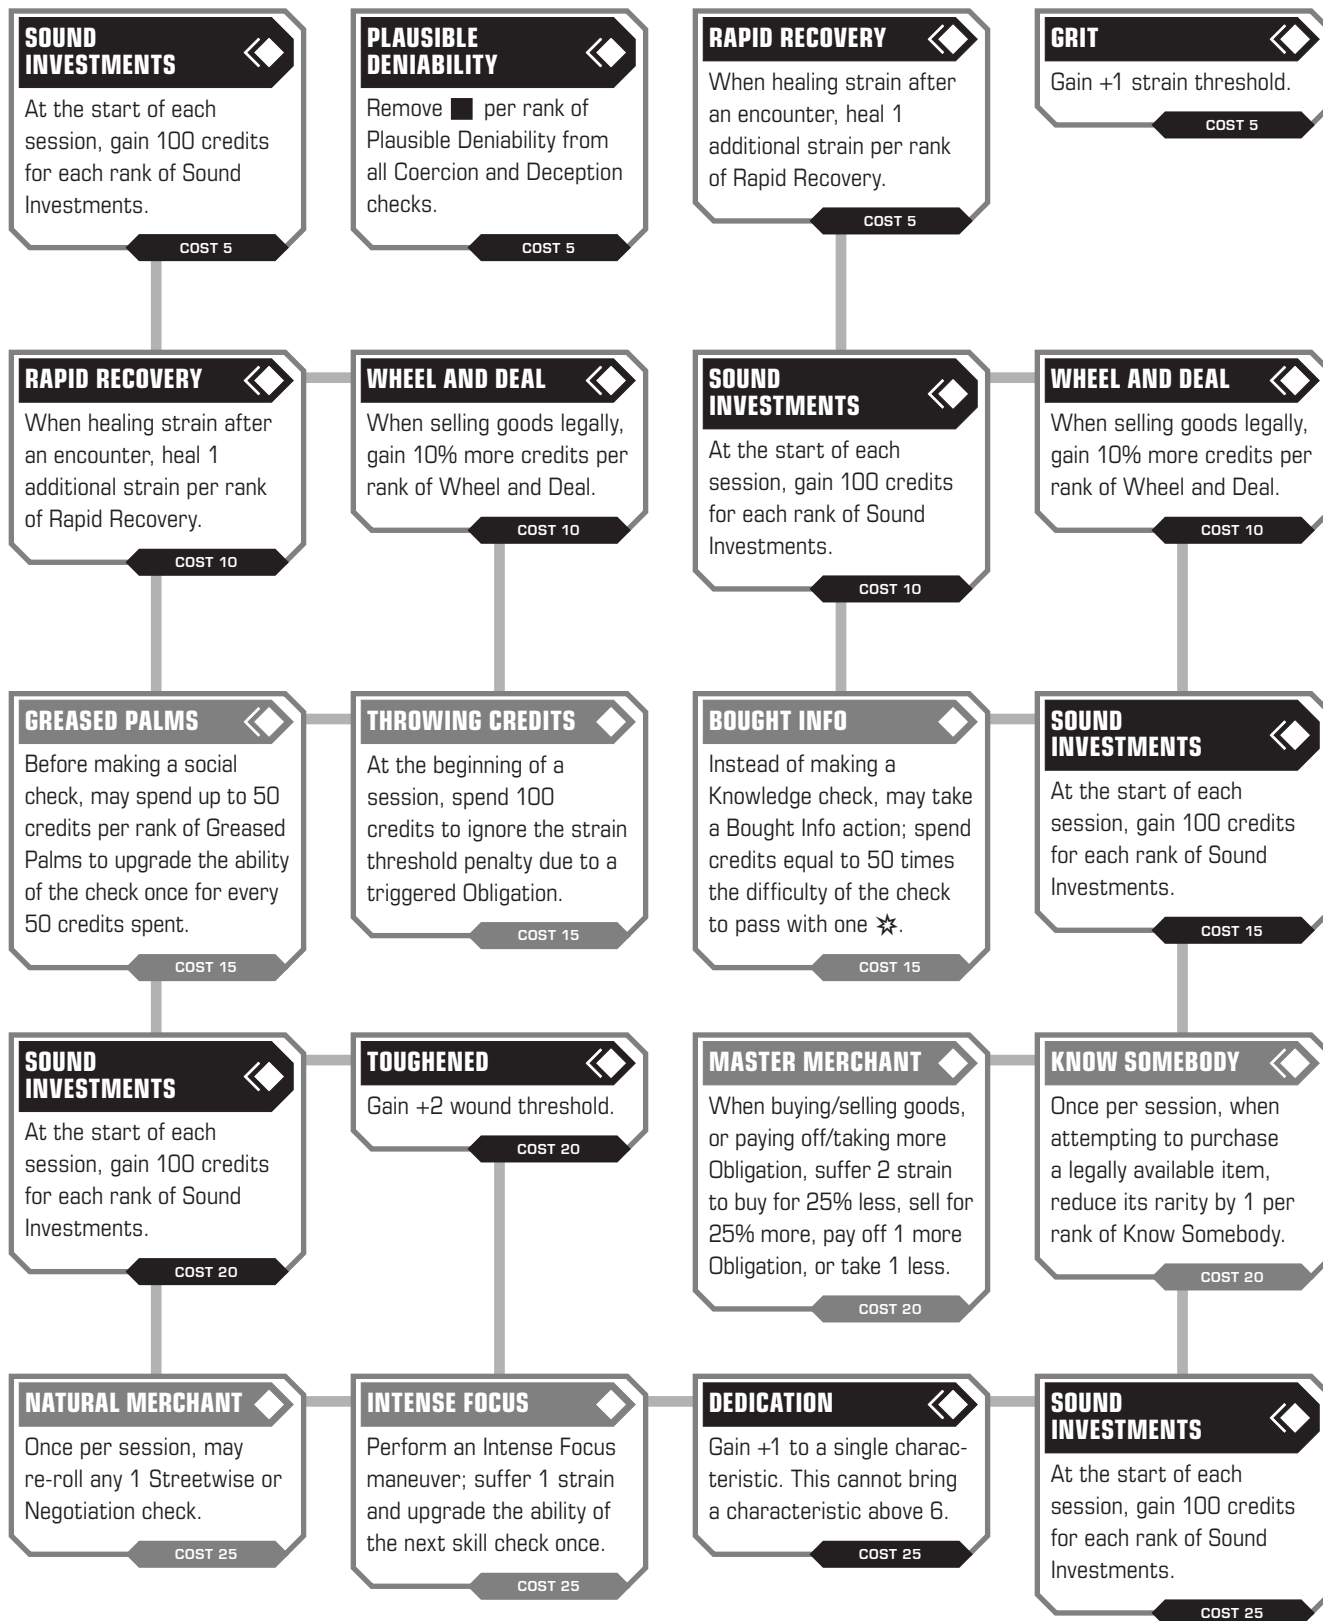 SOUND
INVESTMENTS
At the start of each
session, gain 100 credits
for each rank of Sound
Investments.
COST 5
PLAUSIBLE
DENIABILITY
Remove ■ per rank of
Plausible Deniability from
all Coercion and Deception
checks.
COST 5
RAPID RECOVERY
When healing strain after
an encounter, heal 1
additional strain per rank
of Rapid Recovery.
COST 5
GRIT
Gain +1 strain threshold.
COST 5
RAPID RECOVERY
When healing strain after
an encounter, heal 1
additional strain per rank
of Rapid Recovery.
COST 10
WHEEL AND DEAL
When selling goods legally,
gain 10% more credits per
rank of Wheel and Deal.
COST 10
SOUND
INVESTMENTS
At the start of each
session, gain 100 credits
for each rank of Sound
Investments.
COST 10
WHEEL AND DEAL
When selling goods legally,
gain 10% more credits per
rank of Wheel and Deal.
COST 10
GREASED PALMS
Before making a social
check, may spend up to 50
credits per rank of Greased
Palms to upgrade the ability
of the check once for every
50 credits spent.
COST 15
THROWING CREDITS
At the beginning of a
session, spend 100
credits to ignore the strain
threshold penalty due to a
triggered Obligation.
COST 15
BOUGHT INFO
Instead of making a
Knowledge check, may take
a Bought Info action; spend
credits equal to 50 times
the difficulty of the check
to pass with one .
COST 15
SOUND
INVESTMENTS
At the start of each
session, gain 100 credits
for each rank of Sound
Investments.
COST 15
SOUND
INVESTMENTS
At the start of each
session, gain 100 credits
for each rank of Sound
Investments.
COST 20
TOUGHENED
Gain +2 wound threshold.
COST 20
MASTER MERCHANT
When buying/selling goods,
or paying off/taking more
Obligation, suffer 2 strain
to buy for 25% less, sell for
25% more, pay off 1 more
Obligation, or take 1 less.
COST 20
KNOW SOMEBODY
Once per session, when
attempting to purchase
a legally available item,
reduce its rarity by 1 per
rank of Know Somebody.
COST 20
NATURAL MERCHANT
Once per session, may
re-roll any 1 Streetwise or
Negotiation check.
COST 25
INTENSE FOCUS
Perform an Intense Focus
maneuver; suffer 1 strain
and upgrade the ability of
the next skill check once.
COST 25
DEDICATION
Gain +1 to a single charac-
teristic. This cannot bring
a characteristic above 6.
COST 25
SOUND
INVESTMENTS
At the start of each
session, gain 100 credits
for each rank of Sound
Investments.
COST 25